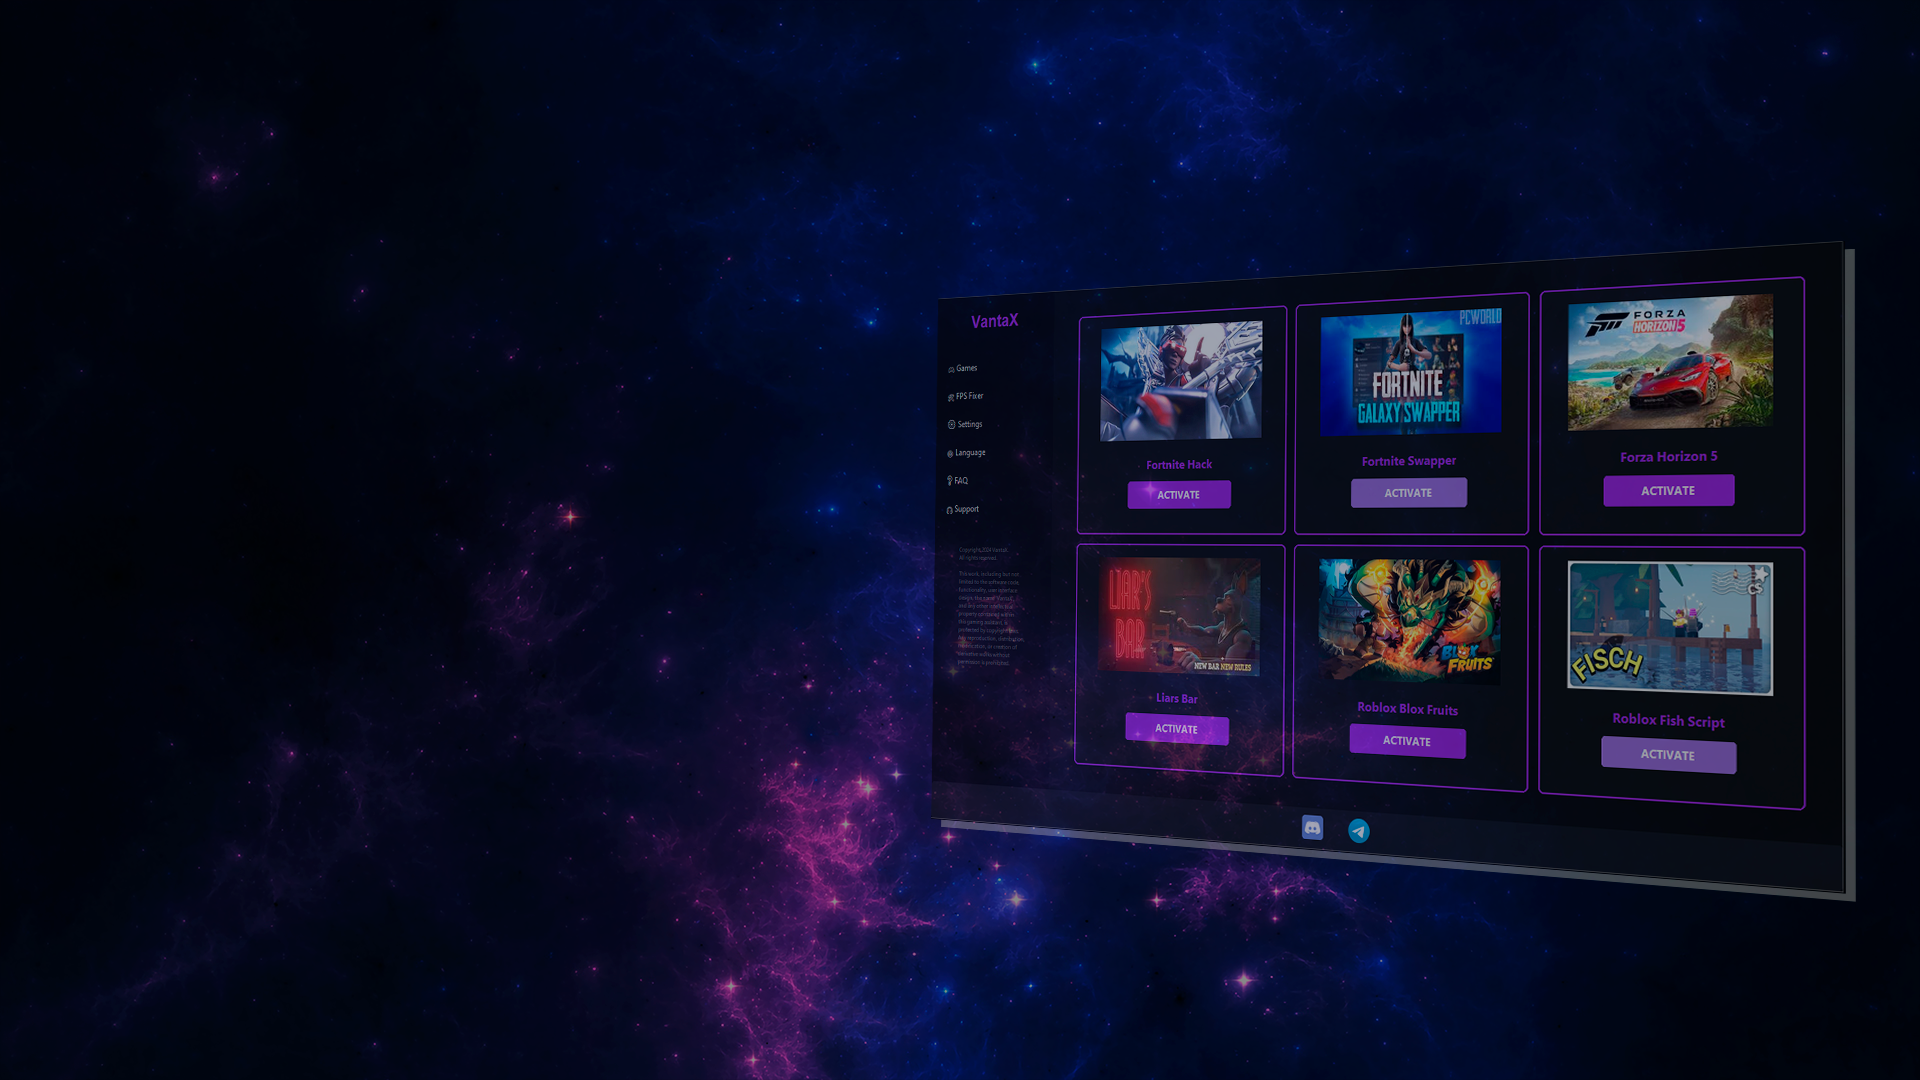 VantaX
Games
FPS Fixer
Settings
Language
FAQ
Support
Copyright 2024 VantaX.
All rights reserved.
PCWORLD
FORTNITE
GALAXY SWAPPER
FORZA
HORIZON 5
Fortnite Hack
ACTIVATE
Fortnite Swapper
ACTIVATE
Forza Horizon 5
ACTIVATE
LIAR'S
BAR
NEW BAR NEW RULES
BLOX
FRUITS
FISCH
Liars Bar
ACTIVATE
Roblox Blox Fruits
ACTIVATE
Roblox Fish Script
ACTIVATE